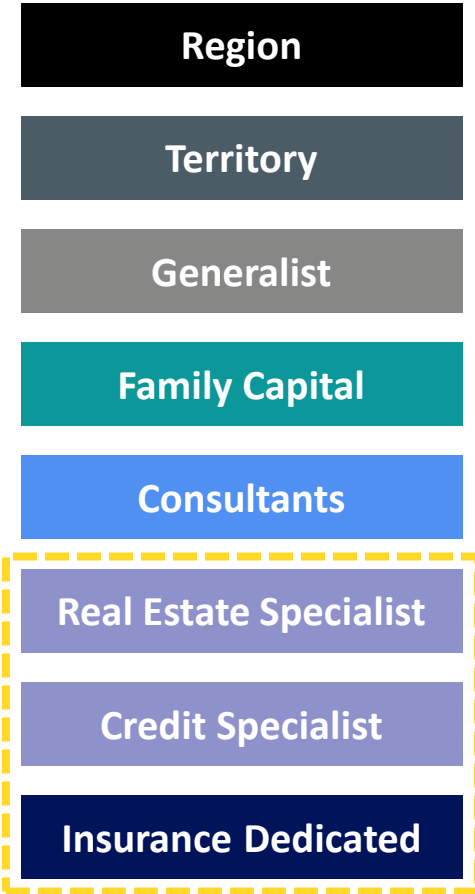 Region
Territory
Generalist
Family Capital
Consultants
Real Estate Specialist
Credit Specialist
Insurance Dedicated